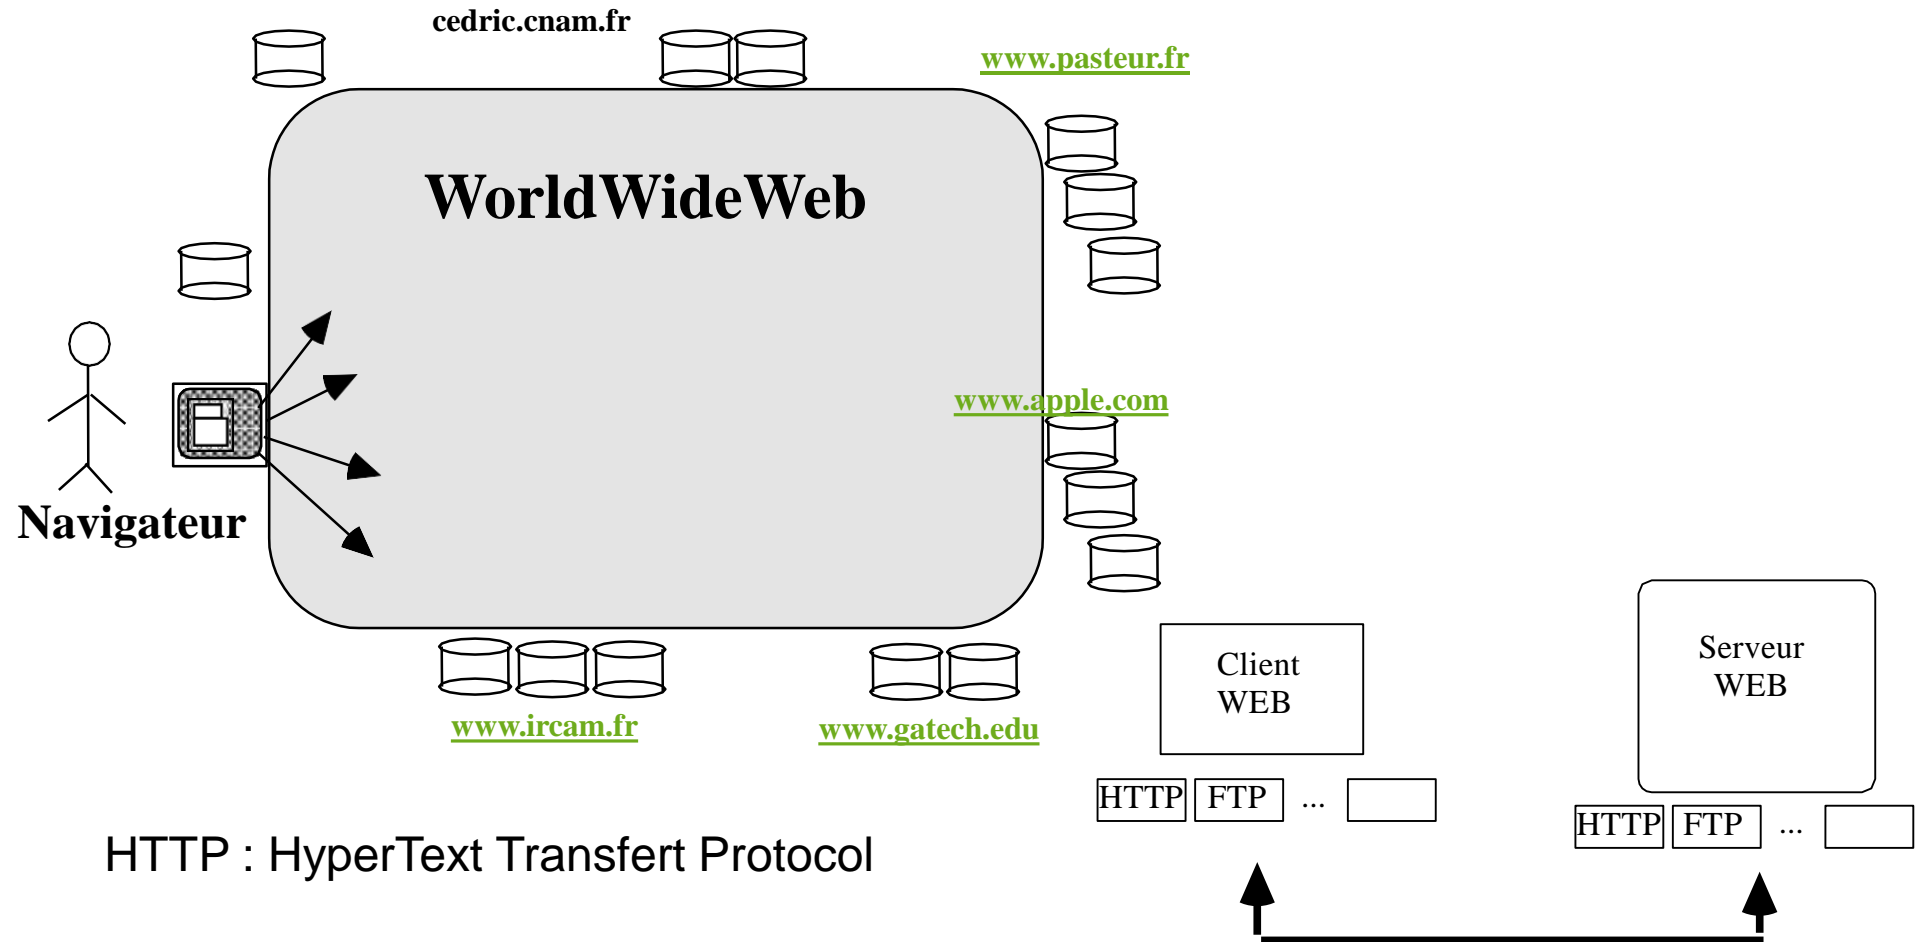 cedric.cnam.fr
www.pasteur.fr
WorldWideWeb
www.apple.com
Navigateur
www.ircam.fr
www.gatech.edu
Client
WEB
Serveur
WEB
HTTP FTP ...
HTTP FTP ...
HTTP : HyperText Transfert Protocol